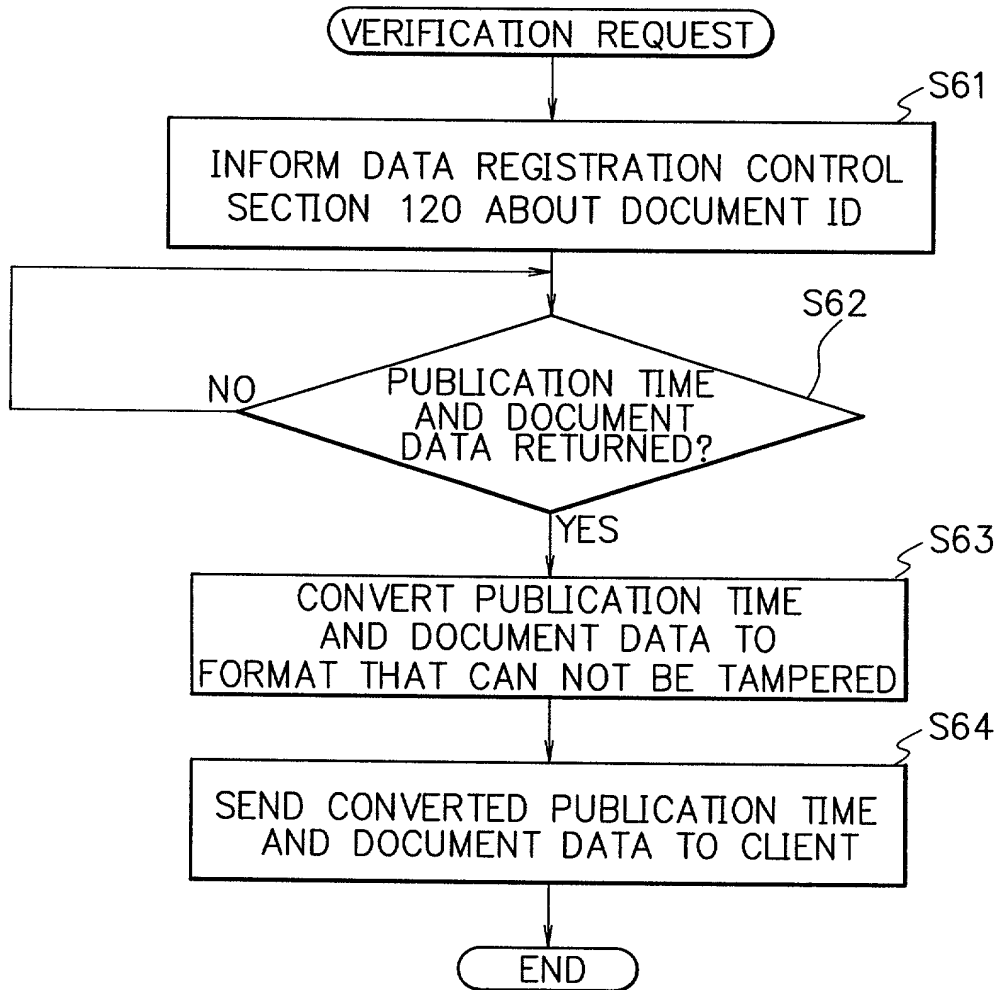 VERIFICATION REQUEST
S61
INFORM DATA REGISTRATION CONTROL
SECTION 120 ABOUT DOCUMENT ID
S62
NO
PUBLICATION TIME
AND DOCUMENT
DATA RETURNED?
YES
S63
CONVERT PUBLICATION TIME
AND DOCUMENT DATA TO
FORMAT THAT CAN NOT BE TAMPERED
S64
SEND CONVERTED PUBLICATION TIME
AND DOCUMENT DATA TO CLIENT
END